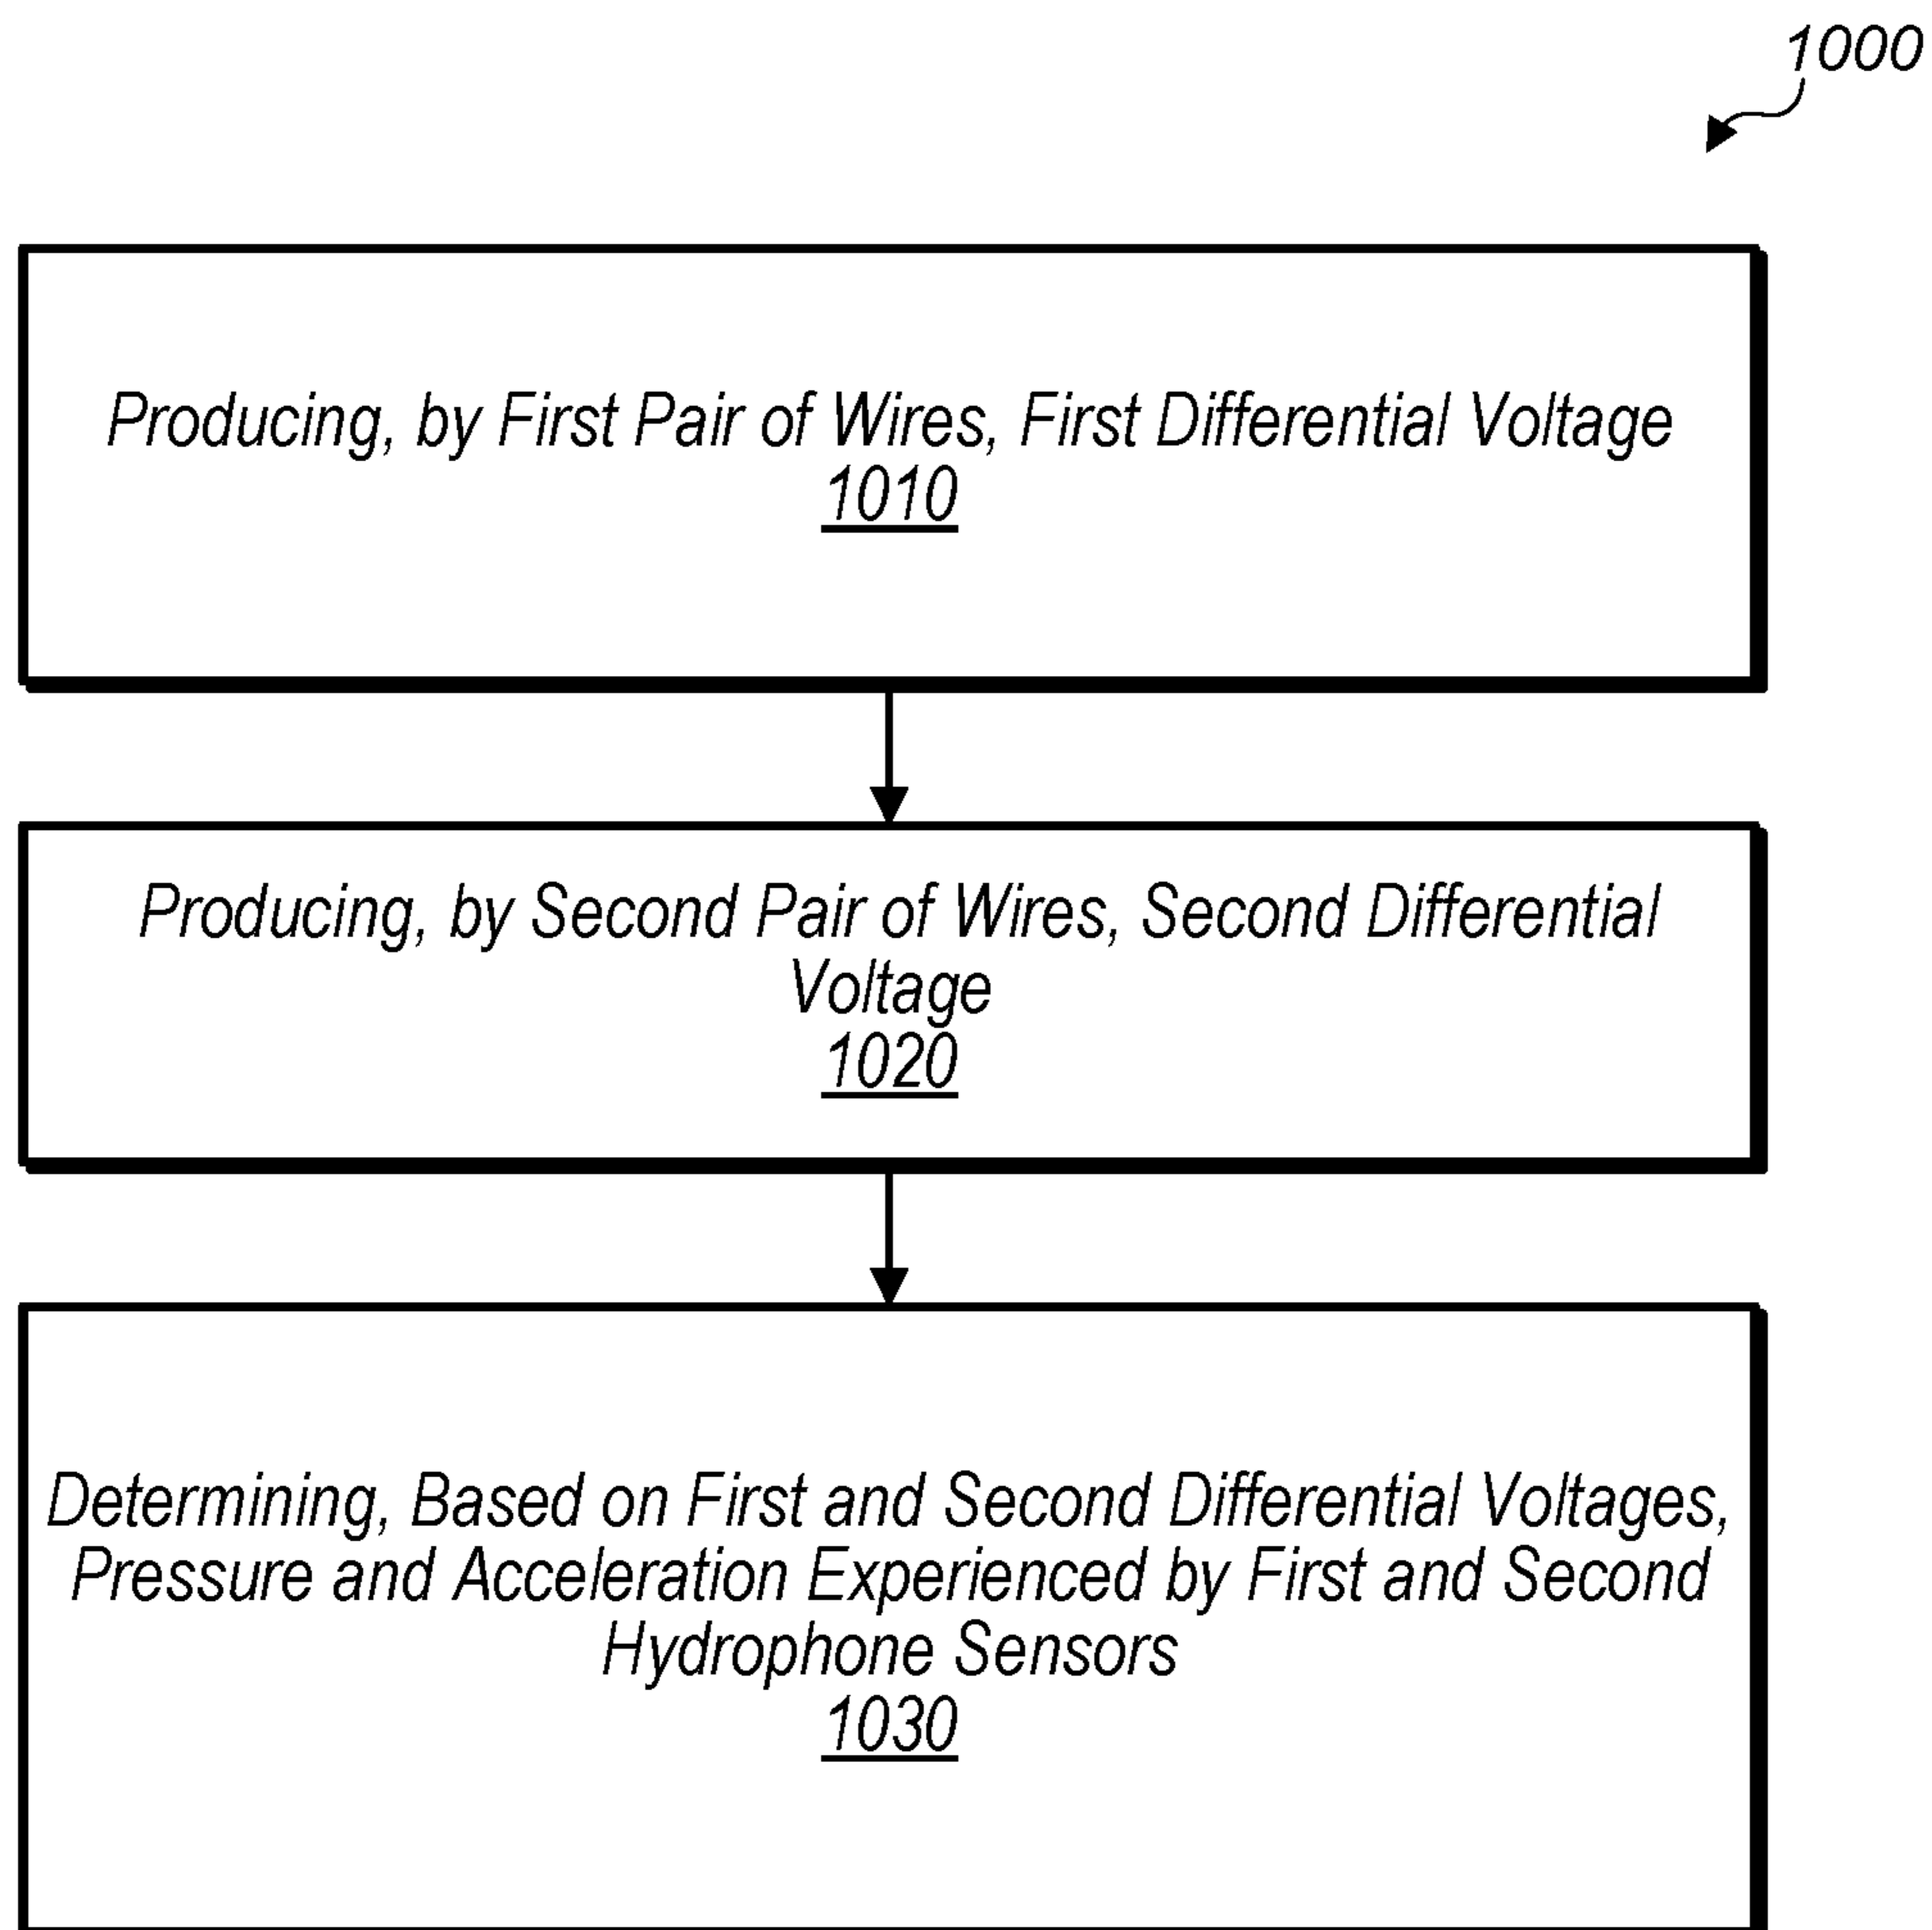 1000
Producing, by First Pair of Wires, First Differential Voltage
1010
Producing, by Second Pair of Wires, Second Differential
Voltage
1020
Determining, Based on First and Second Differential Voltages,
Pressure and Acceleration Experienced by First and Second
Hydrophone Sensors
1030